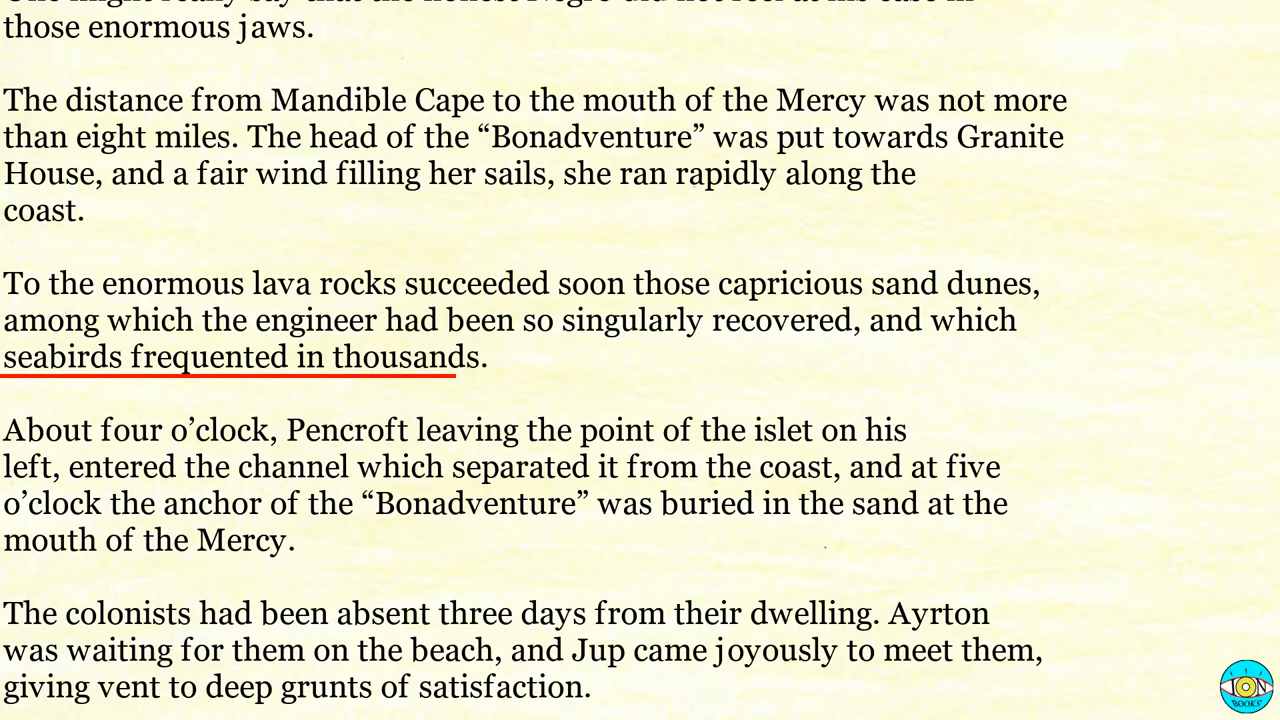 those enormous jaws.
The distance from Mandible Cape to the mouth of the Mercy was not more
than eight miles. The head of the “Bonadventure” was put towards Granite
House, and a fair wind filling her sails, she ran rapidly along the
coast.
To the enormous lava rocks succeeded soon those capricious sand dunes,
among which the engineer had been so singularly recovered, and which
seabirds frequented in thousands.
About four o’clock, Pencroft leaving the point of the islet on his
left, entered the channel which separated it from the coast, and at five
o’clock the anchor of the “Bonadventure” was buried in the sand at the
mouth of the Mercy.
The colonists had been absent three days from their dwelling. Ayrton
was waiting for them on the beach, and Jup came joyously to meet them,
giving vent to deep grunts of satisfaction.
ION
BOOKS